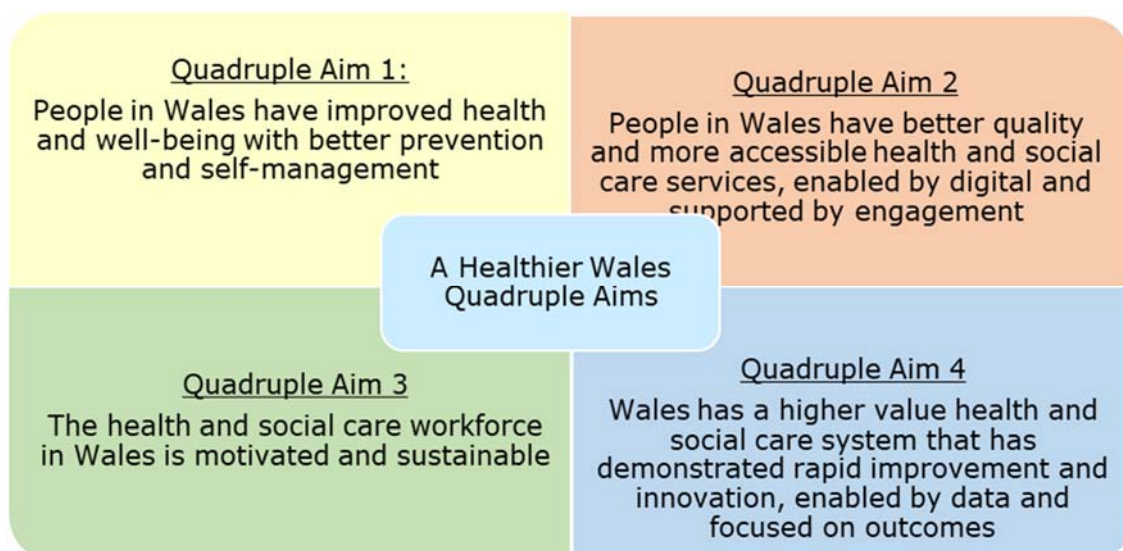 Quadruple Aim 1:
People in Wales have improved health
and well-being with better prevention
and self-management
Quadruple Aim 2
People in Wales have better quality
and more accessible health and social
care services, enabled by digital and
supported by engagement
A Healthier Wales
Quadruple Aims
Quadruple Aim 3
The health and social care workforce
in Wales is motivated and sustainable
Quadruple Aim 4
Wales has a higher value health and
social care system that has
demonstrated rapid improvement and
innovation, enabled by data and
focused on outcomes